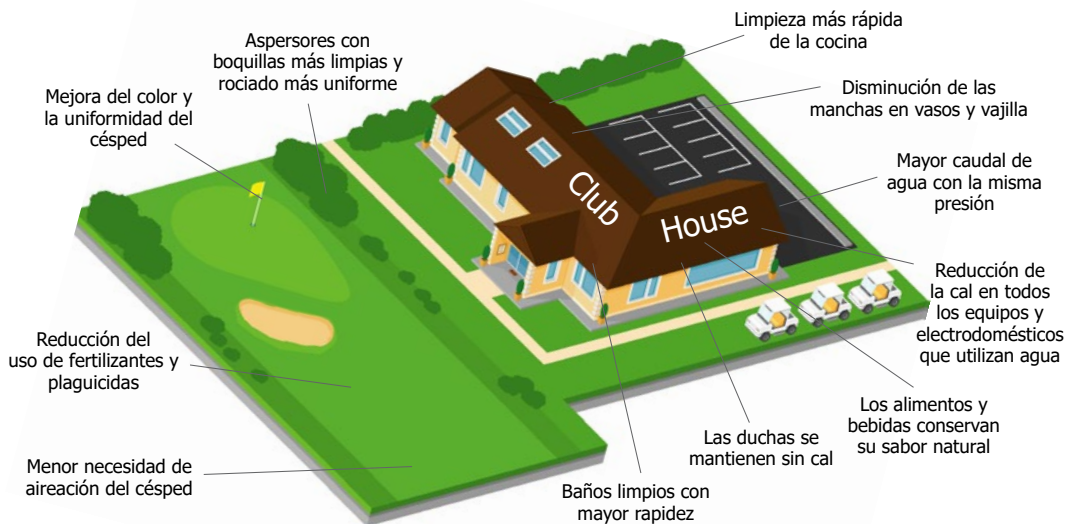 Limpieza más rápida
de la cocina
Aspersores con
boquillas más limpias y
rociado más uniforme
Disminución de las
manchas en vasos y vajilla
Mejora del color y
la uniformidad del
césped
Mayor caudal de
agua con la misma
presión
Club
House
Reducción de
la cal en todos
los equipos y
electrodomésticos
que utilizan agua
Reducción del
uso de fertilizantes y
plaguicidas
Los alimentos y
bebidas conservan
su sabor natural
Las duchas se
mantienen sin cal
Menor necesidad de
aireación del césped
Baños limpios con
mayor rapidez